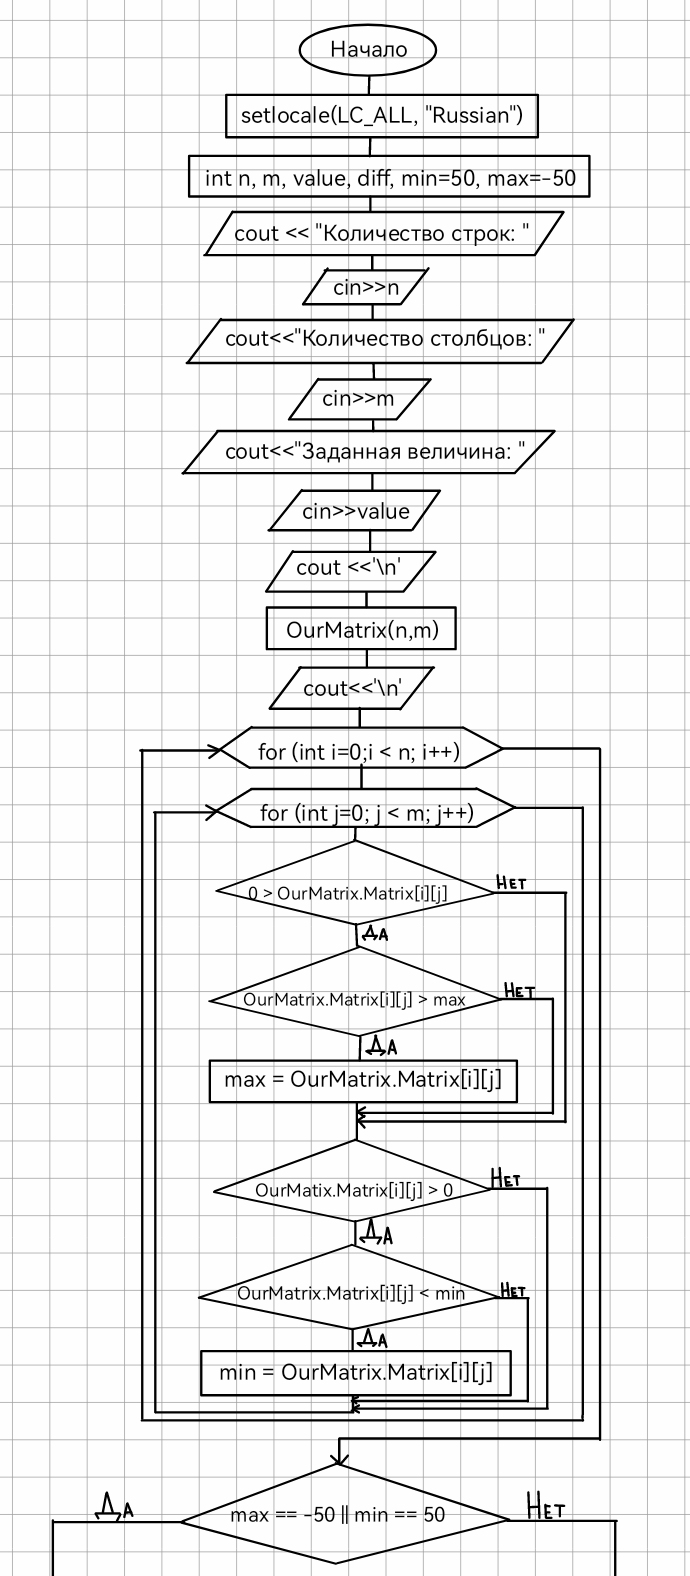 Начало
setlocale(LC_ALL, "Russian")
int n, m, value, diff, min=50, max=-50
cout << "Количество строк: "
cin>>n
cout<<"Количество столбцов: "
cin>>m
cout<<"Заданная величина: "
cin>>value
cout <<'\n'
OurMatrix(n,m)
cout<<'\n'
for (int i=0;i < n; i++)
for (int j=0; j < m; j++)
0 > OurMatrix.Matrix[i][j]
Нет
Да
OurMatrix.Matrix[i][j] > max
Нет
Да
max = OurMatrix.Matrix[i][j]
OurMatix.Matrix[i][j] > 0
Нет
Да
OurMatrix.Matrix[i][j] < min
Нет
Да
min = OurMatrix.Matrix[i][j]
Да
max == -50 || min == 50
Нет